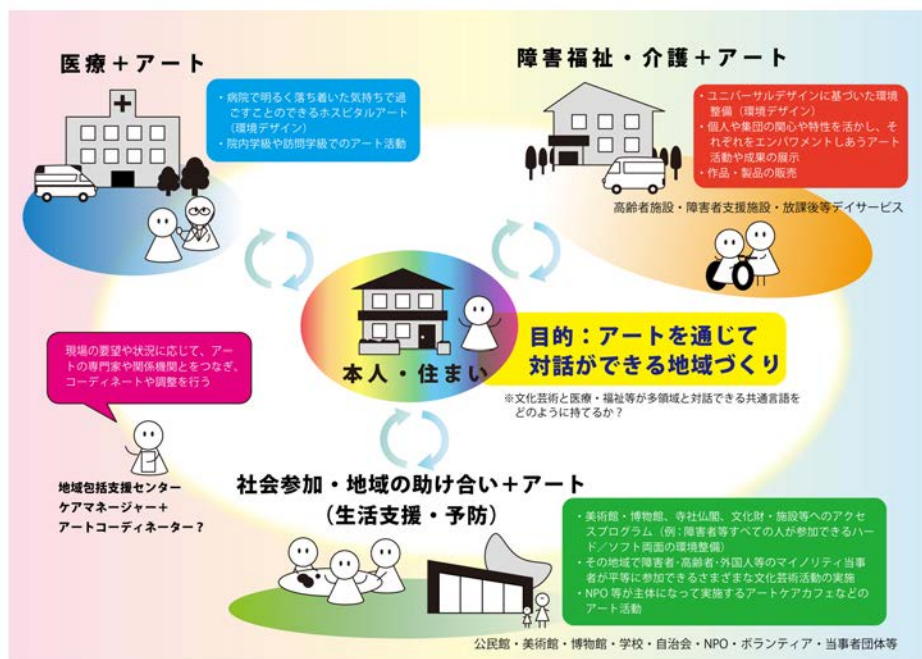 医療＋アート
・病院で明るく落ち着いた気持ちで過
ごすことのできるホスピタルアート
（環境デザイン）
・院内学級や訪問学級でのアート活動
障害福祉・介護＋アート
・ユニバーサルデザインに基づいた環境
整備（環境デザイン）
・個人や集団の関心や特性を活かし、そ
れぞれをエンパワメントしあうアート
活動や成果の展示
・作品・製品の販売
高齢者施設・障害者支援施設・放課後等デイサービス
本人・住まい
目的：アートを通じて
対話ができる地域づくり
※文化芸術と医療・福祉等が多領域と対話できる共通言語を
どのように持てるか？
現場の要望や状況に応じて、アー
トの専門家や関係機関とをつなぎ、
コーディネートや調整を行う
地域包括支援センター
ケアマネージャー＋
アートコーディネーター？
社会参加・地域の助け合い＋アート
（生活支援・予防）
・美術館・博物館、寺社仏閣、文化財・施設等へのアクセ
スプログラム（例：障害者等すべての人が参加できるハー
ド／ソフト両面の環境整備）
・その地域で障害者・高齢者・外国人等のマイノリティ当事
者が平等に参加できるさまざまな文化芸術活動の実施
・NPO 等が主体になって実施するアートケアカフェなどの
アート活動
公民館・美術館・博物館・学校・自治会・NPO・ボランティア・当事者団体等